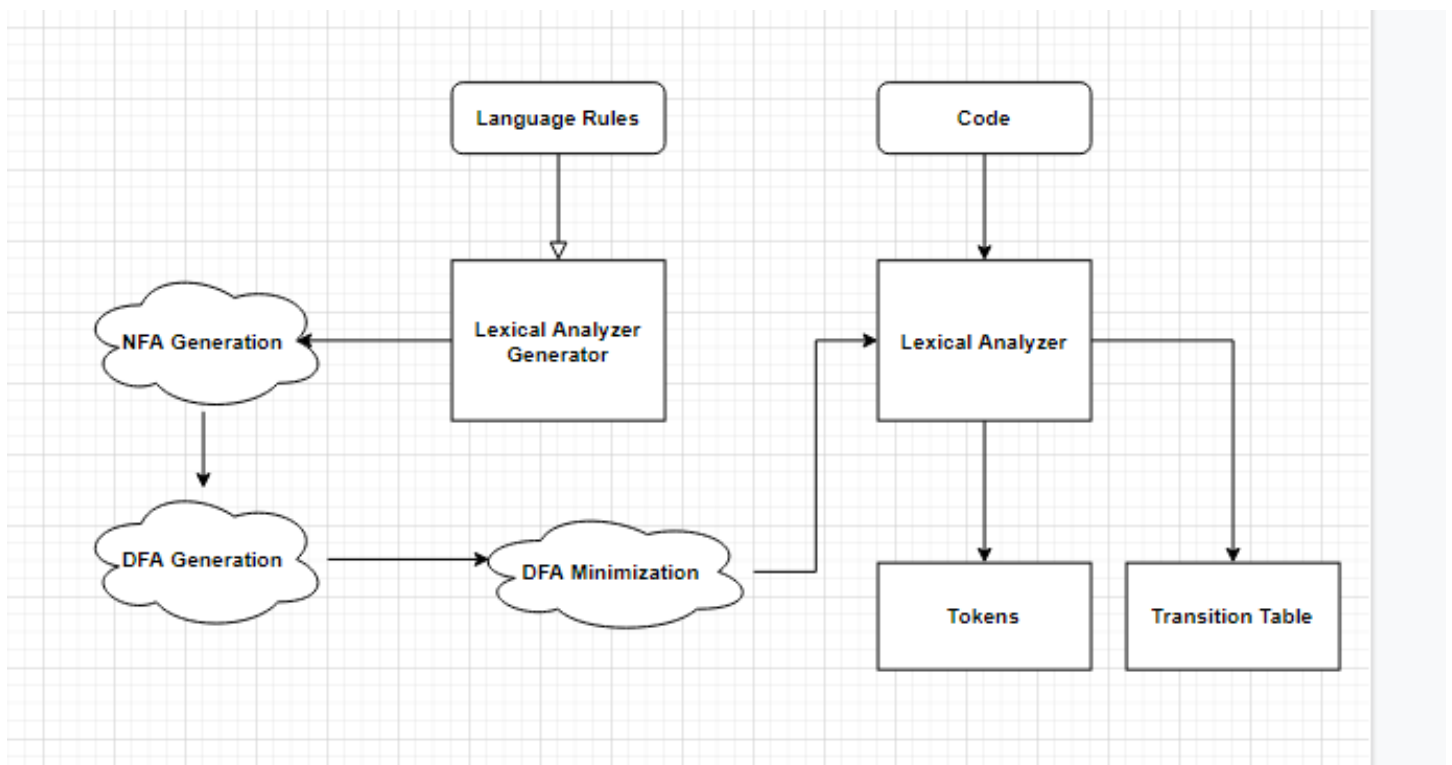 Language Rules
Code
Lexical Analyzer
Generator
Lexical Analyzer
NFA Generation
DFA Generation
DFA Minimization
Tokens
Transition Table